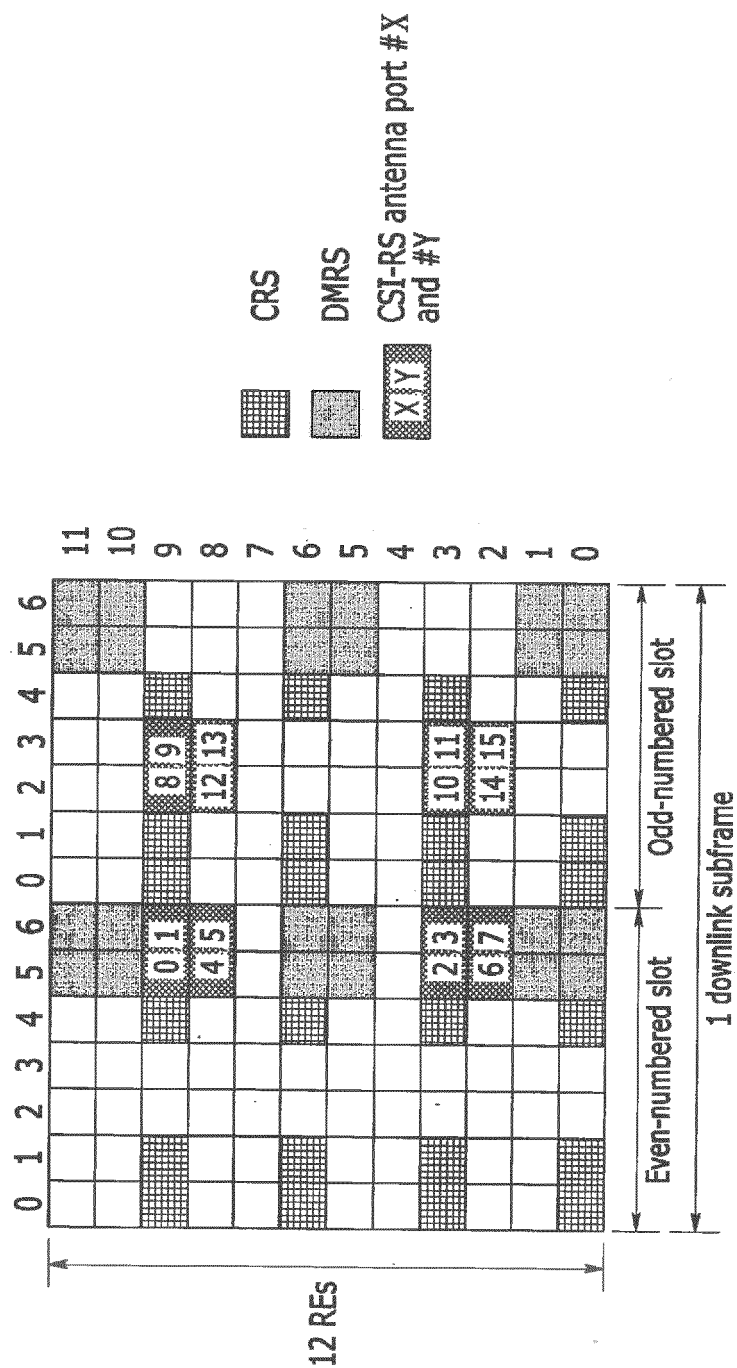 0 1 2 3 4 5 6 0 1 2 3 4 5 6
11
10
0 1 8 9 9
4 5 12 13 8
7
6
5
4
2 3 10 11 3
6 7 14 15 2
1
0
12 REs
Even-numbered slot Odd-numbered slot
1 downlink subframe
CRS
DMRS
X Y CSI-RS antenna port #X
and #Y